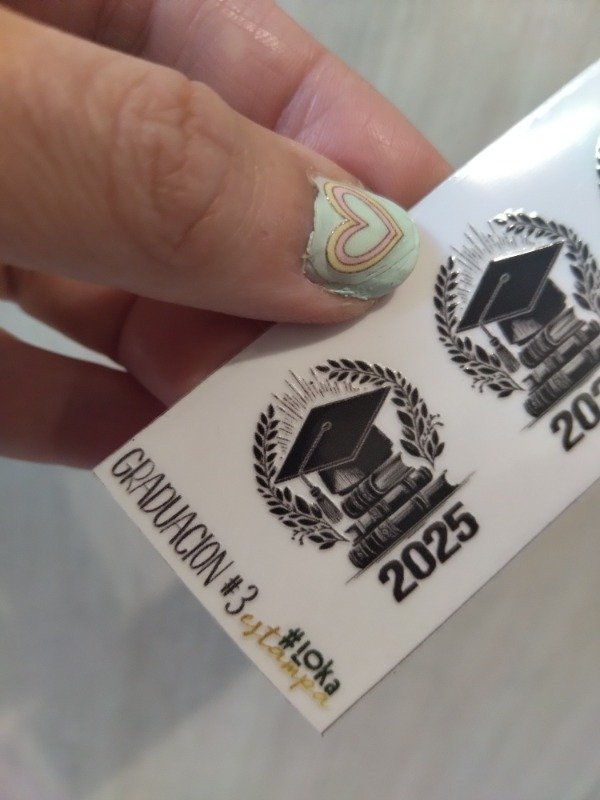 2025
202
GRADUACION #3
#Loka
estampa